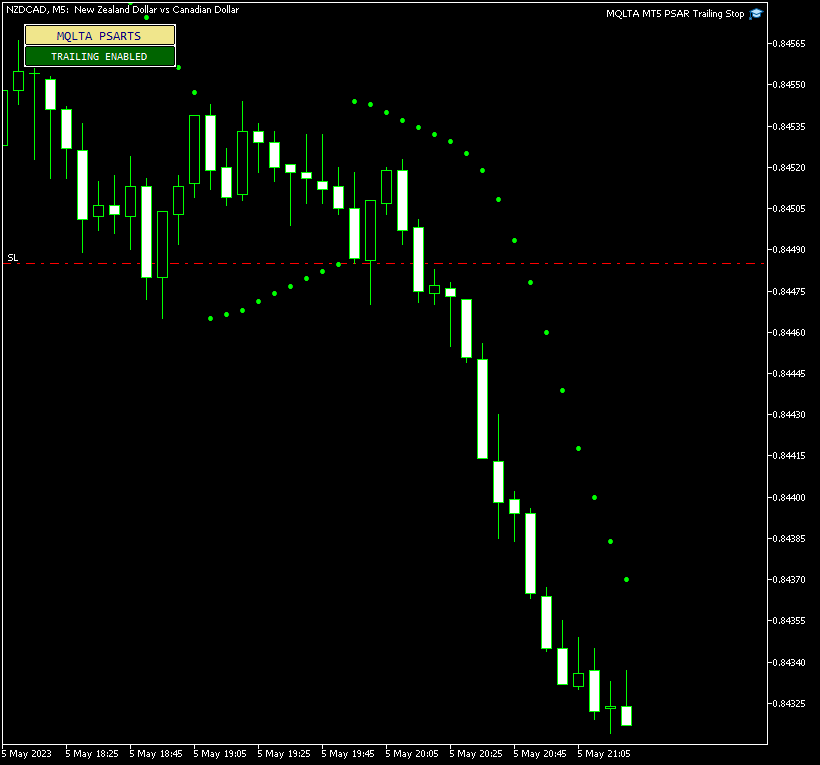 NZDCAD, M5: New Zealand Dollar vs Canadian Dollar
MQLTA MT5 PSAR Trailing Stop
MQLTA PSARTS
TRAILING ENABLED
SL
0.84565
0.84550
0.84535
0.84520
0.84505
0.84490
0.84475
0.84460
0.84445
0.84430
0.84415
0.84400
0.84385
0.84370
0.84355
0.84340
0.84325
5 May 2023 5 May 18:25 5 May 18:45 5 May 19:05 5 May 19:25 5 May 19:45 5 May 20:05 5 May 20:25 5 May 20:45 5 May 21:05